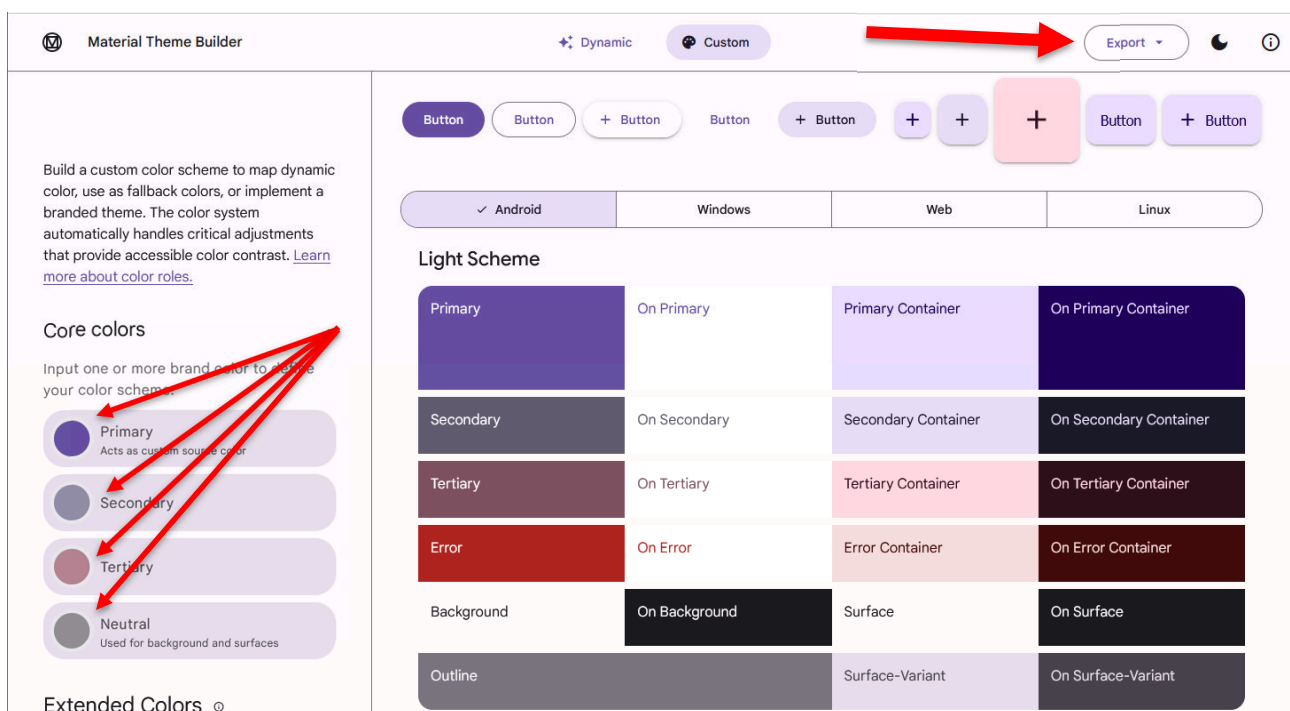 Material Theme Builder
Dynamic
Custom
Export
Button
Button
+ Button
Button
+ Button
+
+
+
Button
+ Button
Build a custom color scheme to map dynamic
color, use as fallback colors, or implement a
branded theme. The color system
automatically handles critical adjustments
that provide accessible color contrast. Learn
more about color roles.
Android
Windows
Web
Linux
Light Scheme
Primary
On Primary
Primary Container
On Primary Container
Secondary
On Secondary
Secondary Container
On Secondary Container
Tertiary
On Tertiary
Tertiary Container
On Tertiary Container
Error
On Error
Error Container
On Error Container
Background
On Background
Surface
On Surface
Outline
Surface-Variant
On Surface-Variant
Core colors
Input one or more brand color to define
your color scheme.
Primary
Acts as custom source color
Secondary
Tertiary
Neutral
Used for background and surfaces
Extended Colors